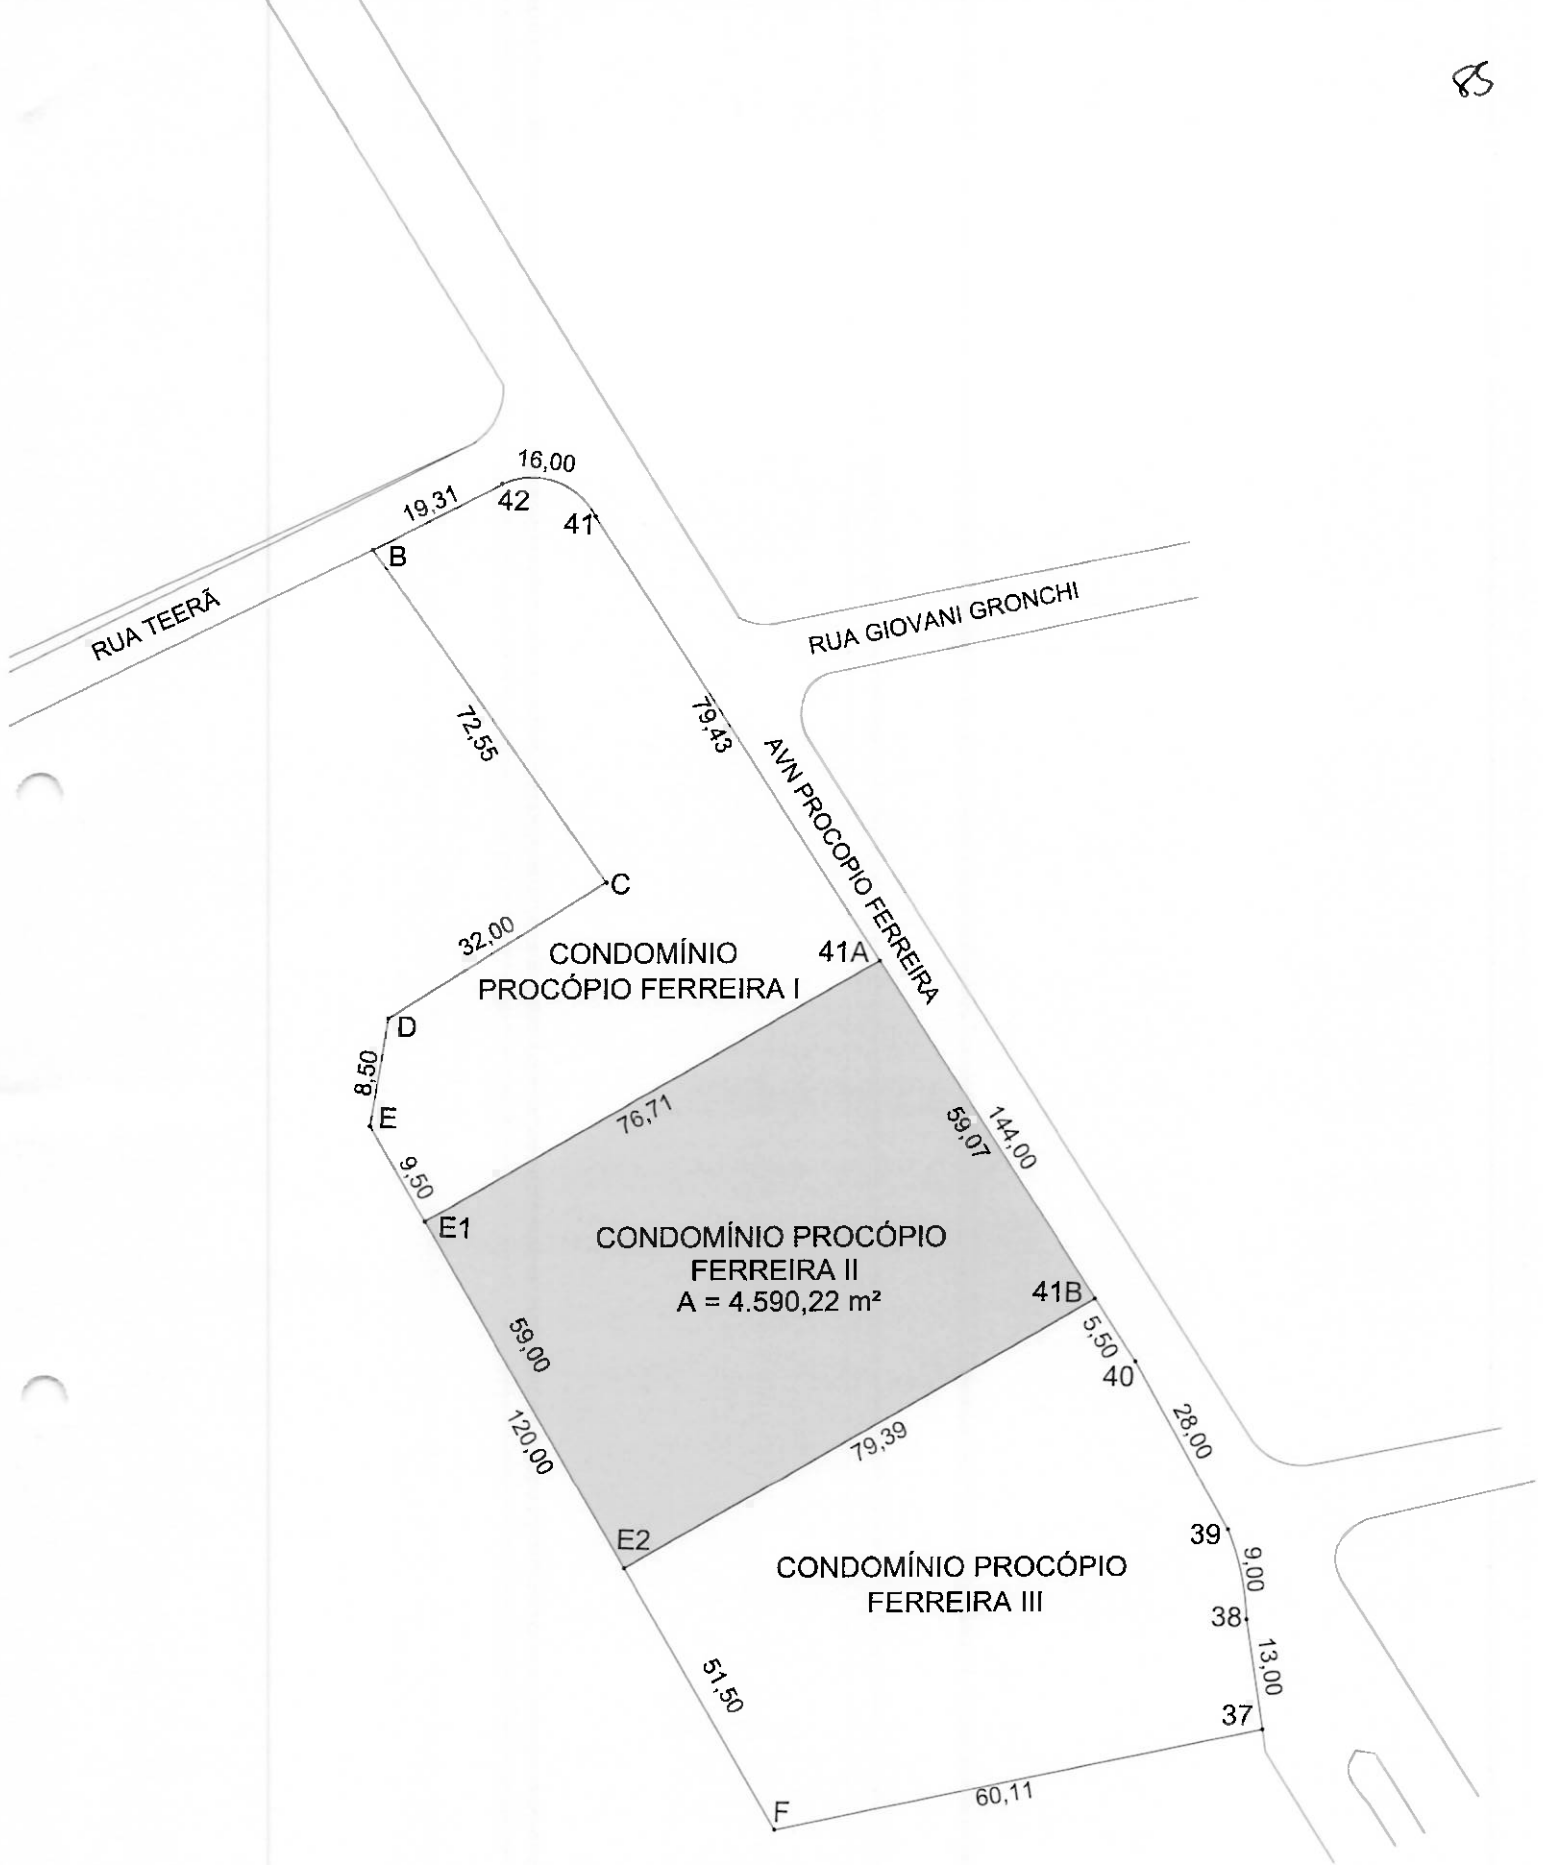 85
16,00
42
19,31
41
B
RUA TEERÃ
RUA GIOVANI GRONCHI
79,43
72,55
AVN PROCOPIO FERREIRA
C
32,00
CONDOMÍNIO
PROCÓPIO FERREIRA I
41A
D
8,50
E
76,71
59,07
144,00
9,50
E1
CONDOMÍNIO PROCÓPIO
FERREIRA II
A = 4.590,22 m²
41B
5,50
59,00
40
120,00
28,00
79,39
E2
39
CONDOMÍNIO PROCÓPIO
FERREIRA III
9,00
38
13,00
51,50
37
60,11
F